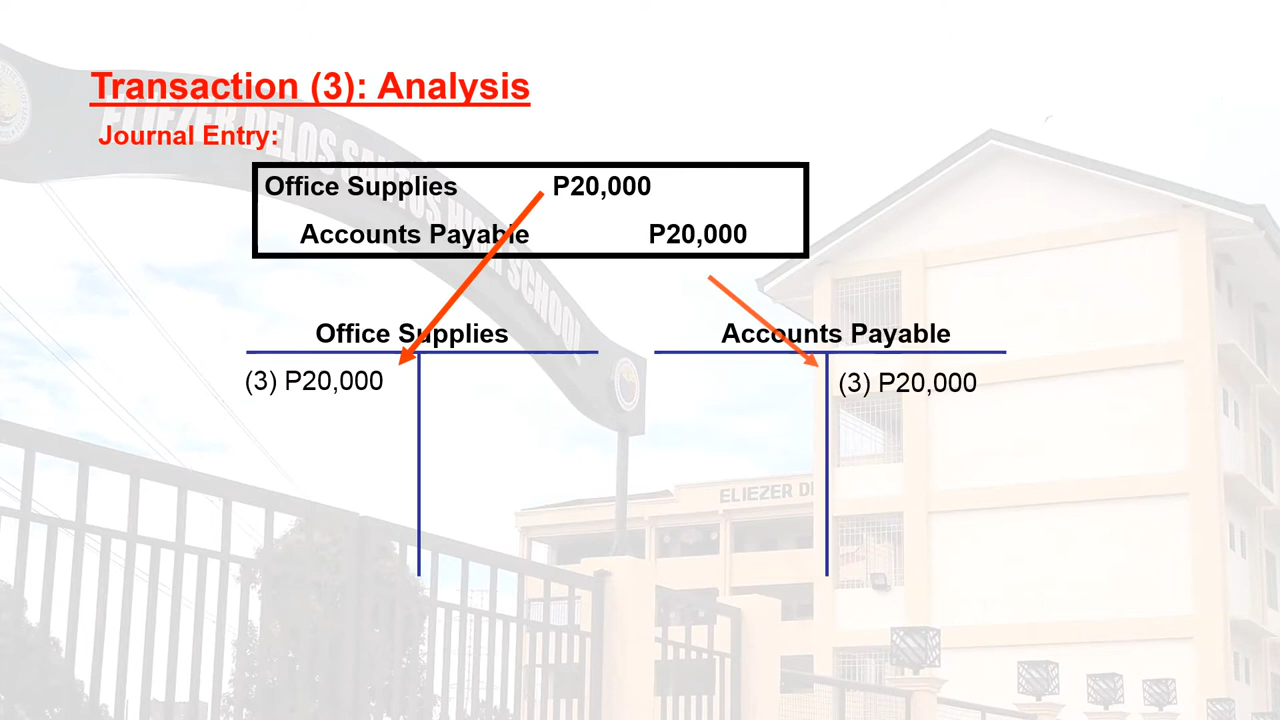 Transaction (3): Analysis
Journal Entry:
Office Supplies P20,000
Accounts Payable P20,000
Office Supplies Accounts Payable
(3) P20,000 (3) P20,000
ELIEZER DELOS SANTOS HIGH SCHOOL
ELIEZER DE